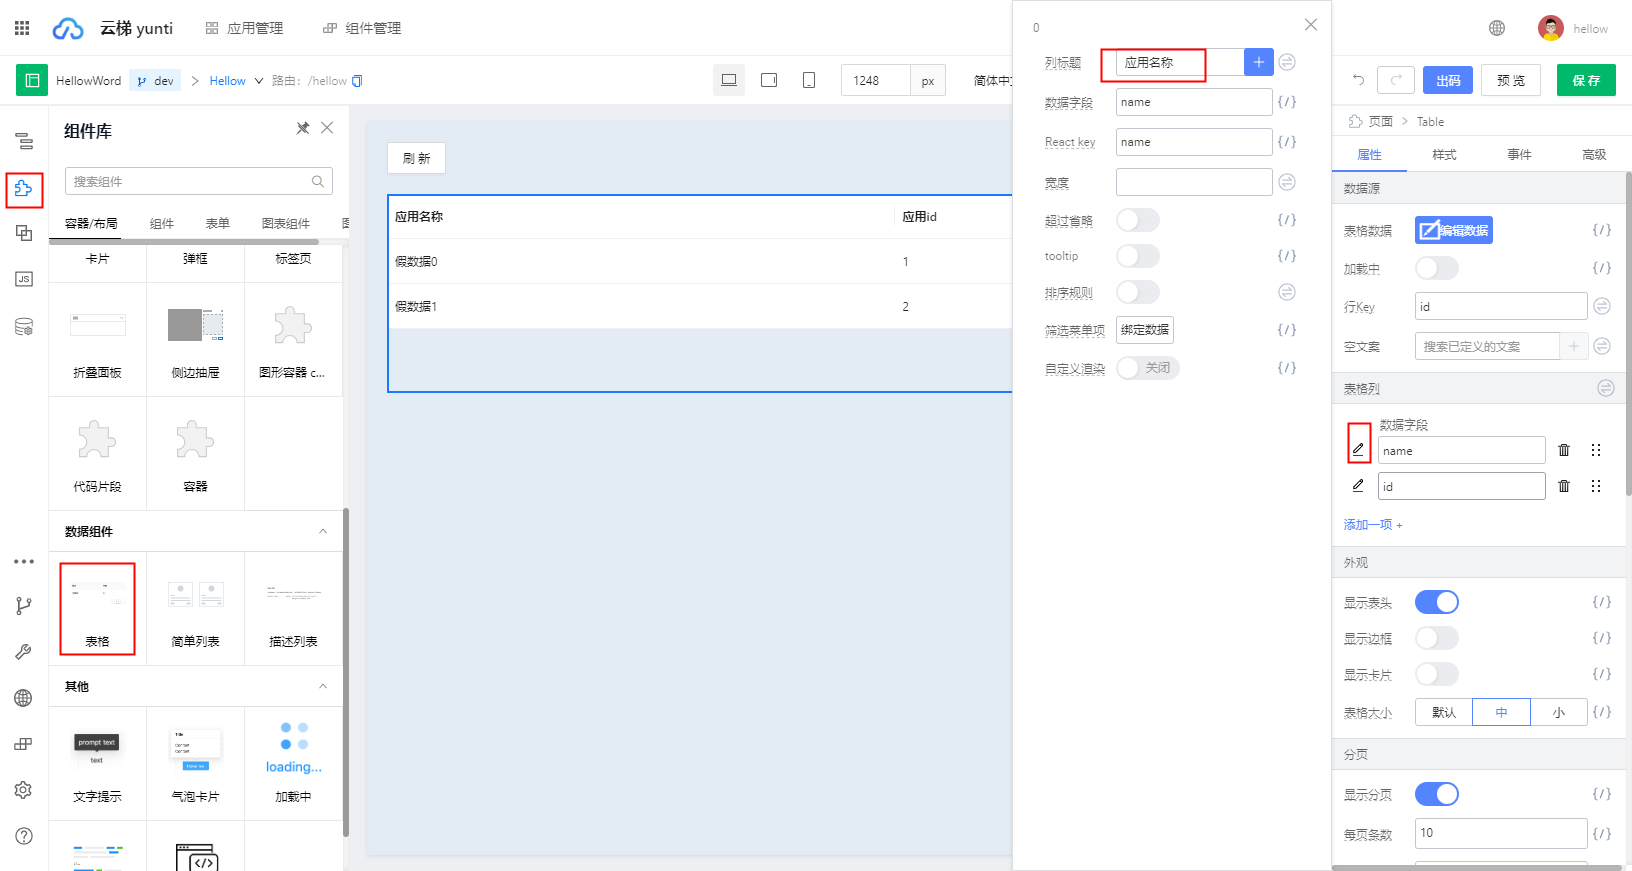 云梯 yunti
应用管理
组件管理
hellow
HellowWord
dev
Hellow
路由: /hellow
1248
px
简体中
出码
预 览
保 存
组件库
搜索组件
容器/布局
组件
表单
图表组件
卡片
弹框
标签页
折叠面板
侧边抽屉
图形容器 c...
代码片段
容器
数据组件
表格
简单列表
描述列表
其他
prompt text
text
文字提示
Title
Content
Content
气泡卡片
loading...
加载中
JS
刷 新
应用名称
应用id
假数据0
1
假数据1
2
0
列标题
应用名称
数据字段
name
{/}
React key
name
{/}
宽度
超过省略
{/}
tooltip
{/}
排序规则
筛选菜单项
绑定数据
{/}
自定义渲染
关闭
{/}
页面 > Table
属性
样式
事件
高级
数据源
表格数据
编辑数据
{/}
加载中
{/}
行Key
id
空文案
搜索已定义的文案
表格列
数据字段
name
id
添加一项 +
外观
显示表头
{/}
显示边框
{/}
显示卡片
{/}
表格大小
默认
中
小
{/}
分页
显示分页
{/}
每页条数
10
{/}